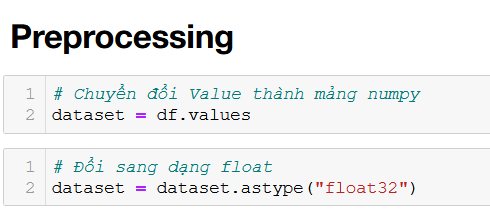 Preprocessing
1 # Chuyển đổi Value thành mảng numpy
2 dataset = df.values
1 # Đổi sang dạng float
2 dataset = dataset.astype("float32")